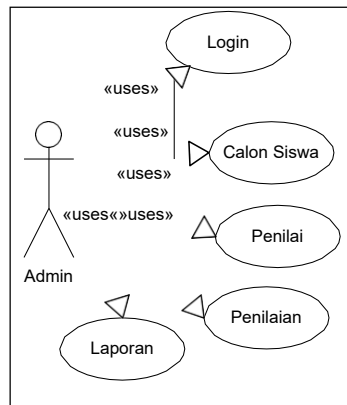 Login
«uses»
«uses»
Calon Siswa
«uses»
«uses«»uses»
Penilai
Admin
Penilaian
Laporan